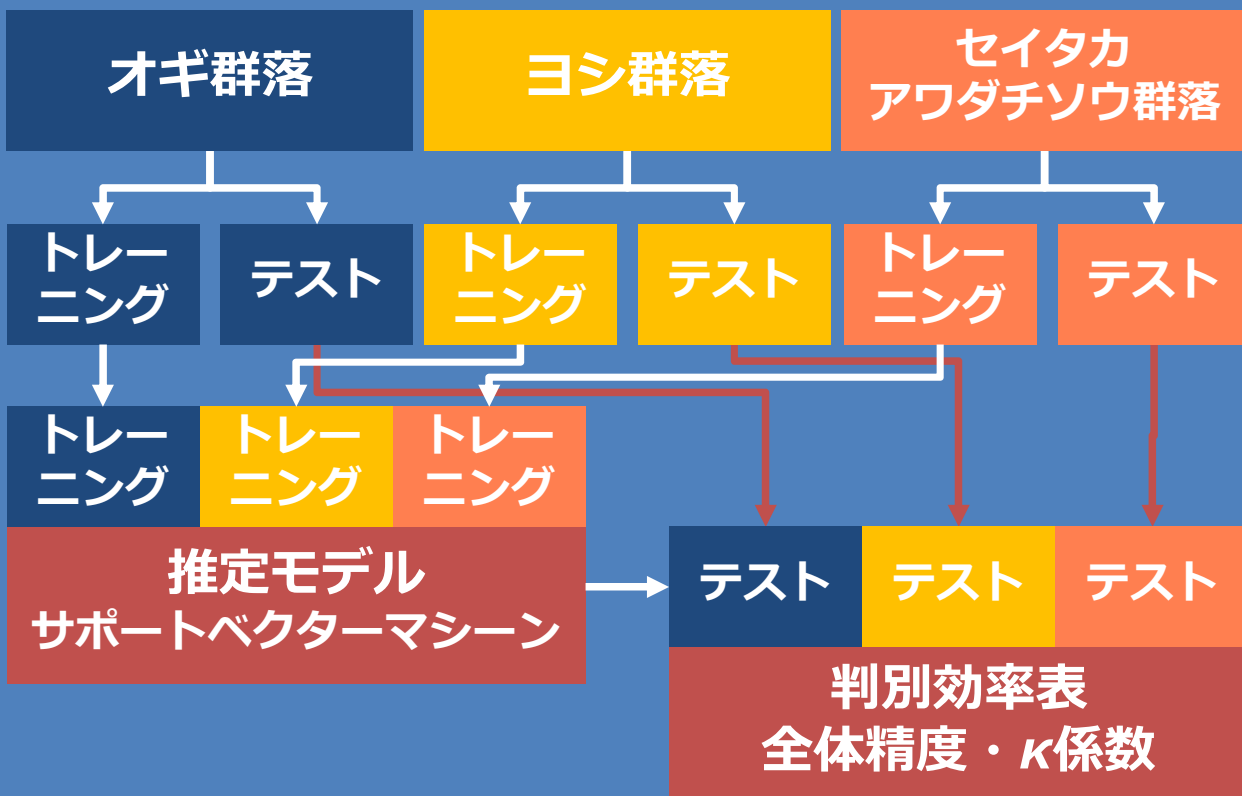 オギ群落
ヨシ群落
セイタカ
アワダチソウ群落
トレー
ニング
テスト
トレー
ニング
テスト
トレー
ニング
テスト
トレー
ニング
トレー
ニング
トレー
ニング
推定モデル
サポートベクターマシーン
テスト
テスト
テスト
判別効率表
全体精度・κ係数